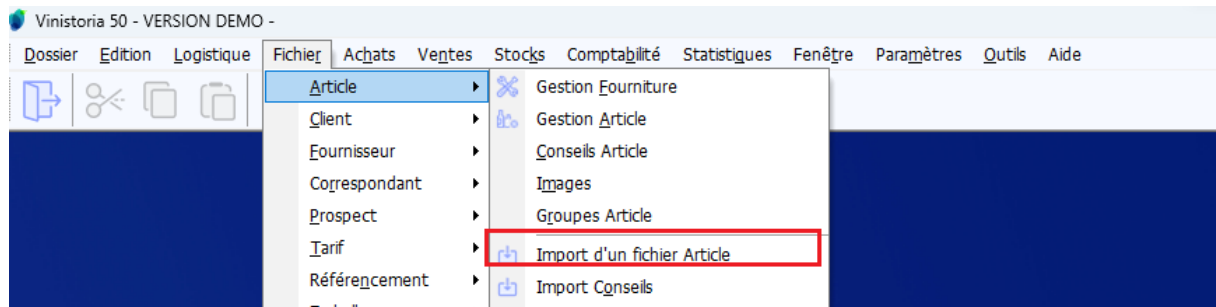 Vinistoria 50 - VERSION DEMO -
Dossier Edition Logistique Fichier Achats Ventes Stocks Comptabilité Statistiques Fenêtre Paramètres Outils Aide
Article
Client
Fournisseur
Correspondant
Prospect
Tarif
Référencement
Gestion Fourniture
Gestion Article
Conseils Article
Images
Groupes Article
Import d'un fichier Article
Import Conseils